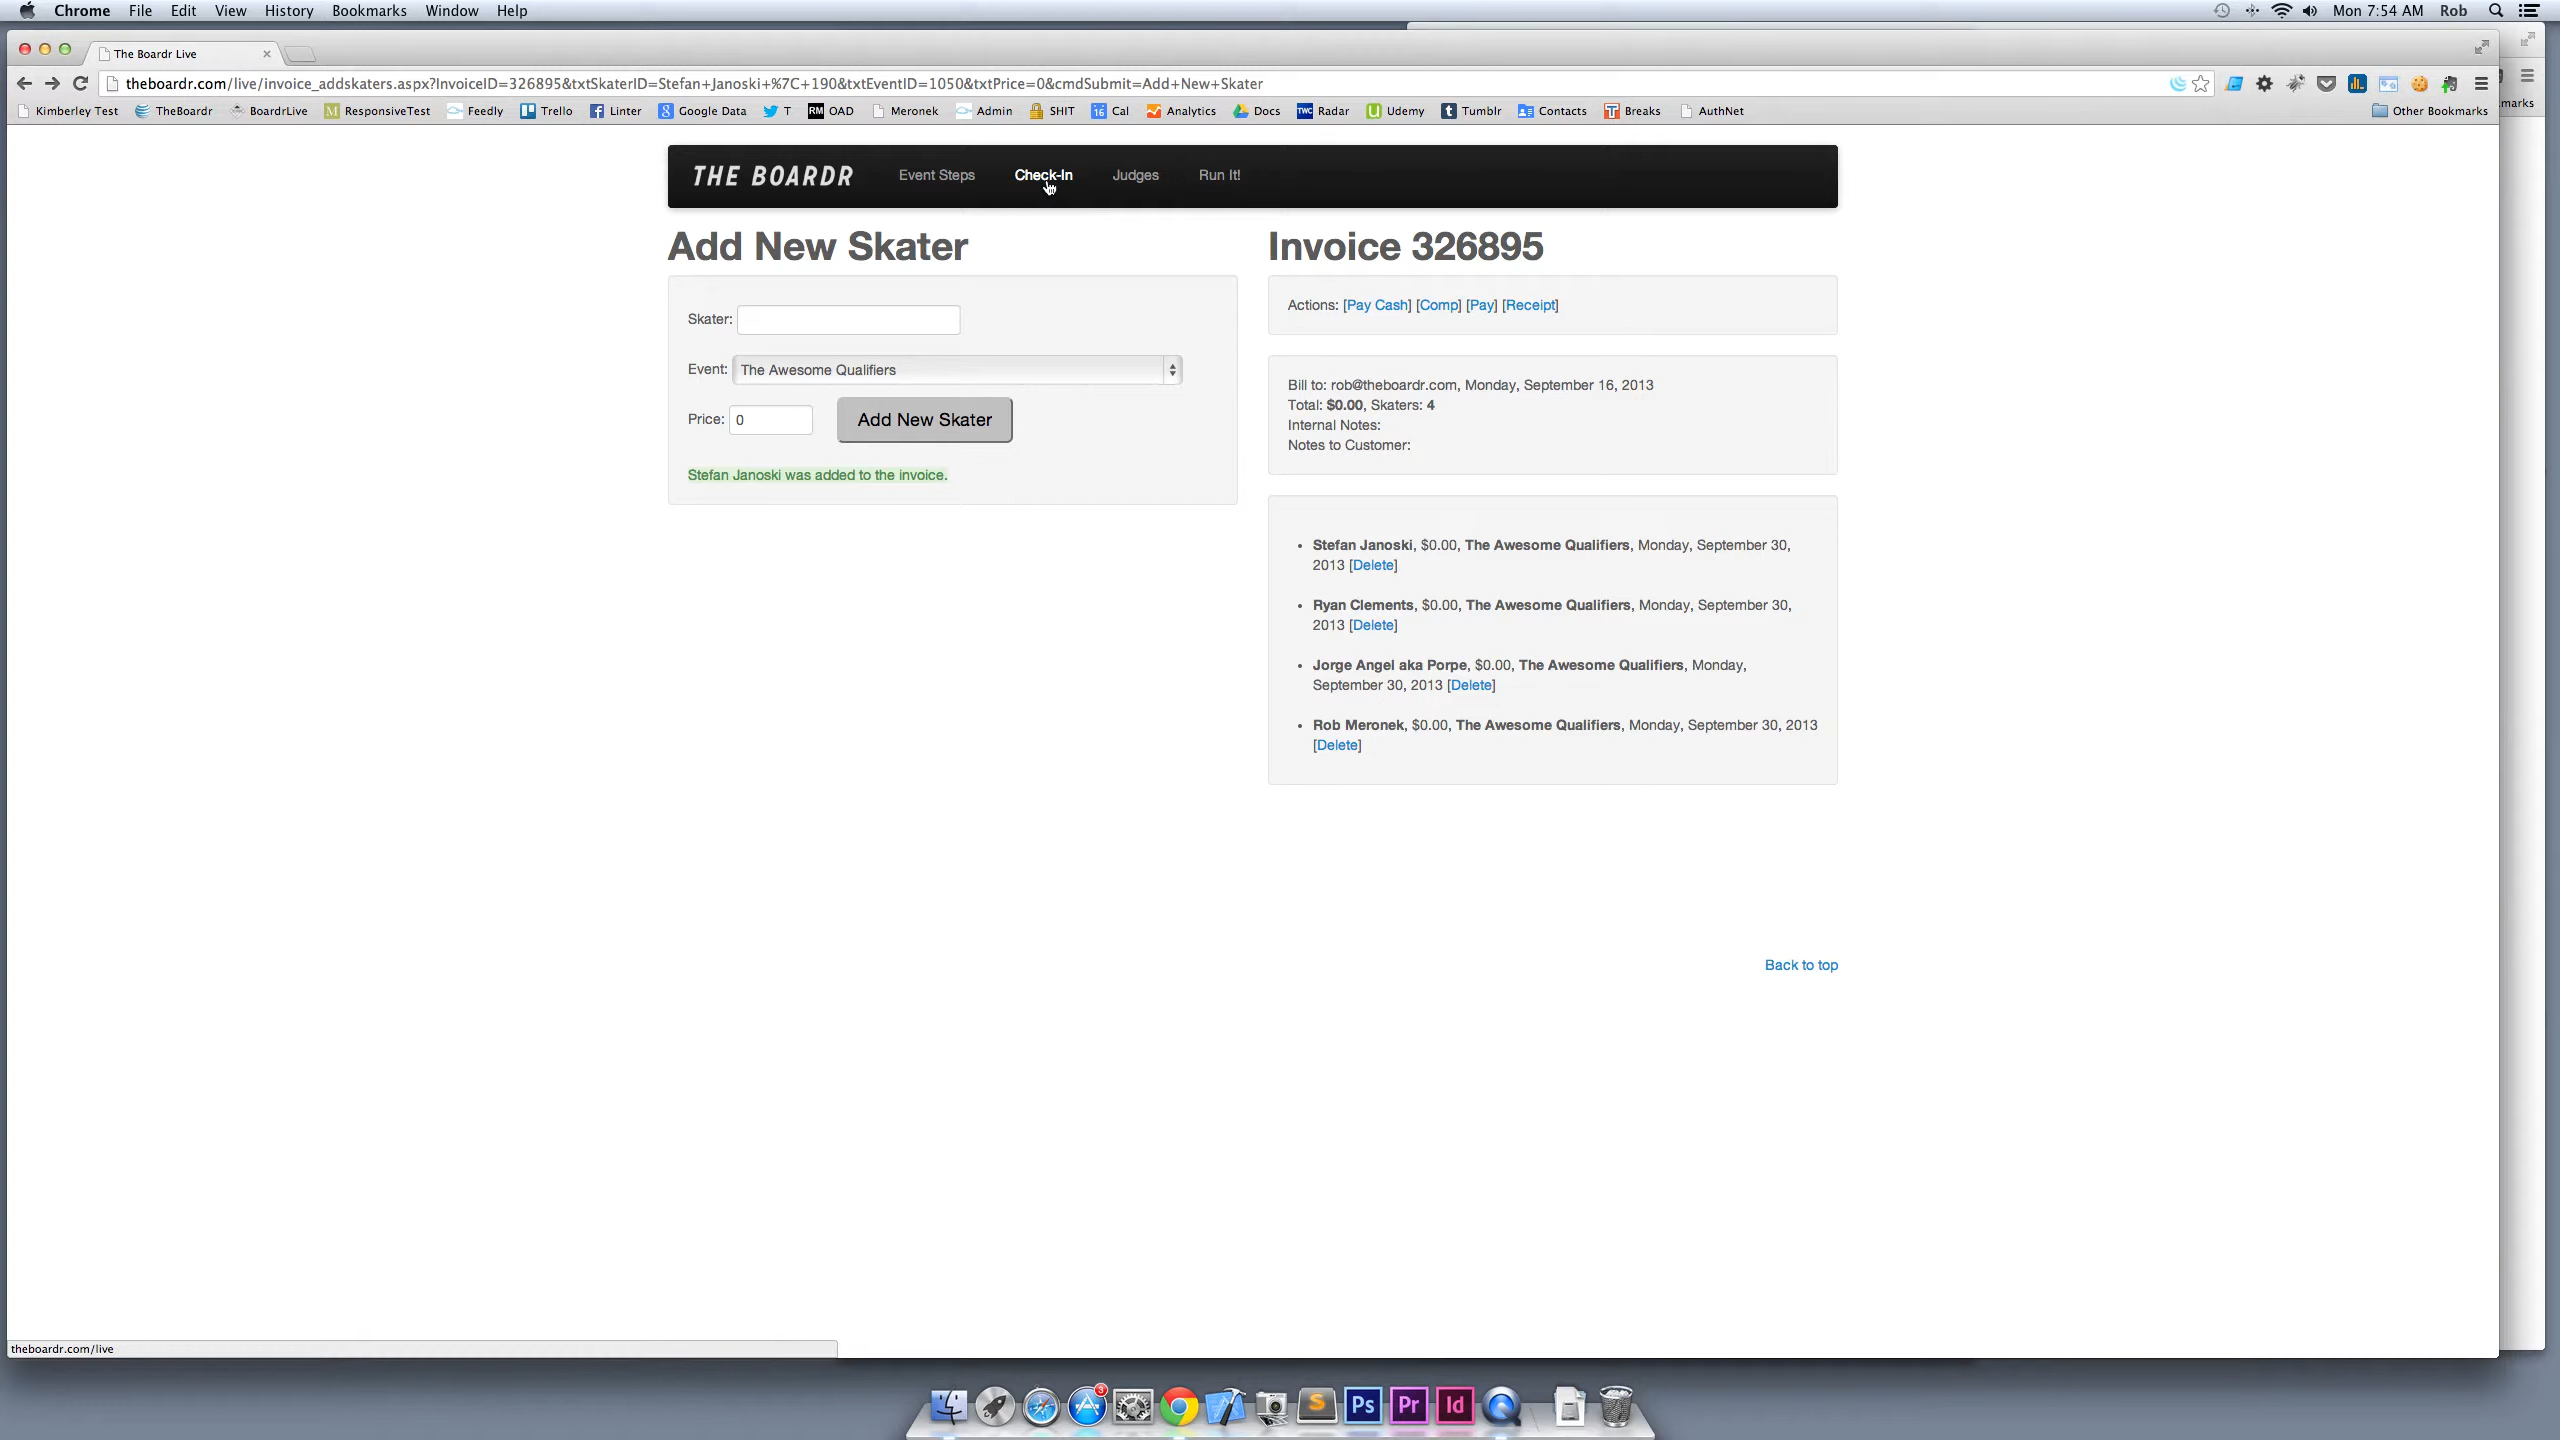 Chrome File Edit View History Bookmarks Window Help Mon 7:54 AM Rob
The Boardr Live
theboardr.com/live/invoice_addskaters.aspx?InvoiceID=326895&txtSkaterID=Stefan+Janoski+%7C+190&txtEventID=1050&txtPrice=0&cmdSubmit=Add+New+Skater
Kimberley Test TheBoardr BoardrLive M ResponsiveTest Feedly Trello Linter 8 Google Data T RM OAD Meronek Admin SHIT 16 Cal Analytics Docs TWC Radar U Udemy t Tumblr Contacts T Breaks AuthNet Other Bookmarks marks
THE BOARDR Event Steps Check-In Judges Run It!
Add New Skater
Skater:
Event: The Awesome Qualifiers
Price: 0 Add New Skater
Stefan Janoski was added to the invoice.
Invoice 326895
Actions: [Pay Cash] [Comp] [Pay] [Receipt]
Bill to: rob@theboardr.com, Monday, September 16, 2013
Total: $0.00, Skaters: 4
Internal Notes:
Notes to Customer:
• Stefan Janoski, $0.00, The Awesome Qualifiers, Monday, September 30,
2013 [Delete]
• Ryan Clements, $0.00, The Awesome Qualifiers, Monday, September 30,
2013 [Delete]
• Jorge Angel aka Porpe, $0.00, The Awesome Qualifiers, Monday,
September 30, 2013 [Delete]
• Rob Meronek, $0.00, The Awesome Qualifiers, Monday, September 30, 2013
[Delete]
Back to top
theboardr.com/live
3
S Ps Pr Id